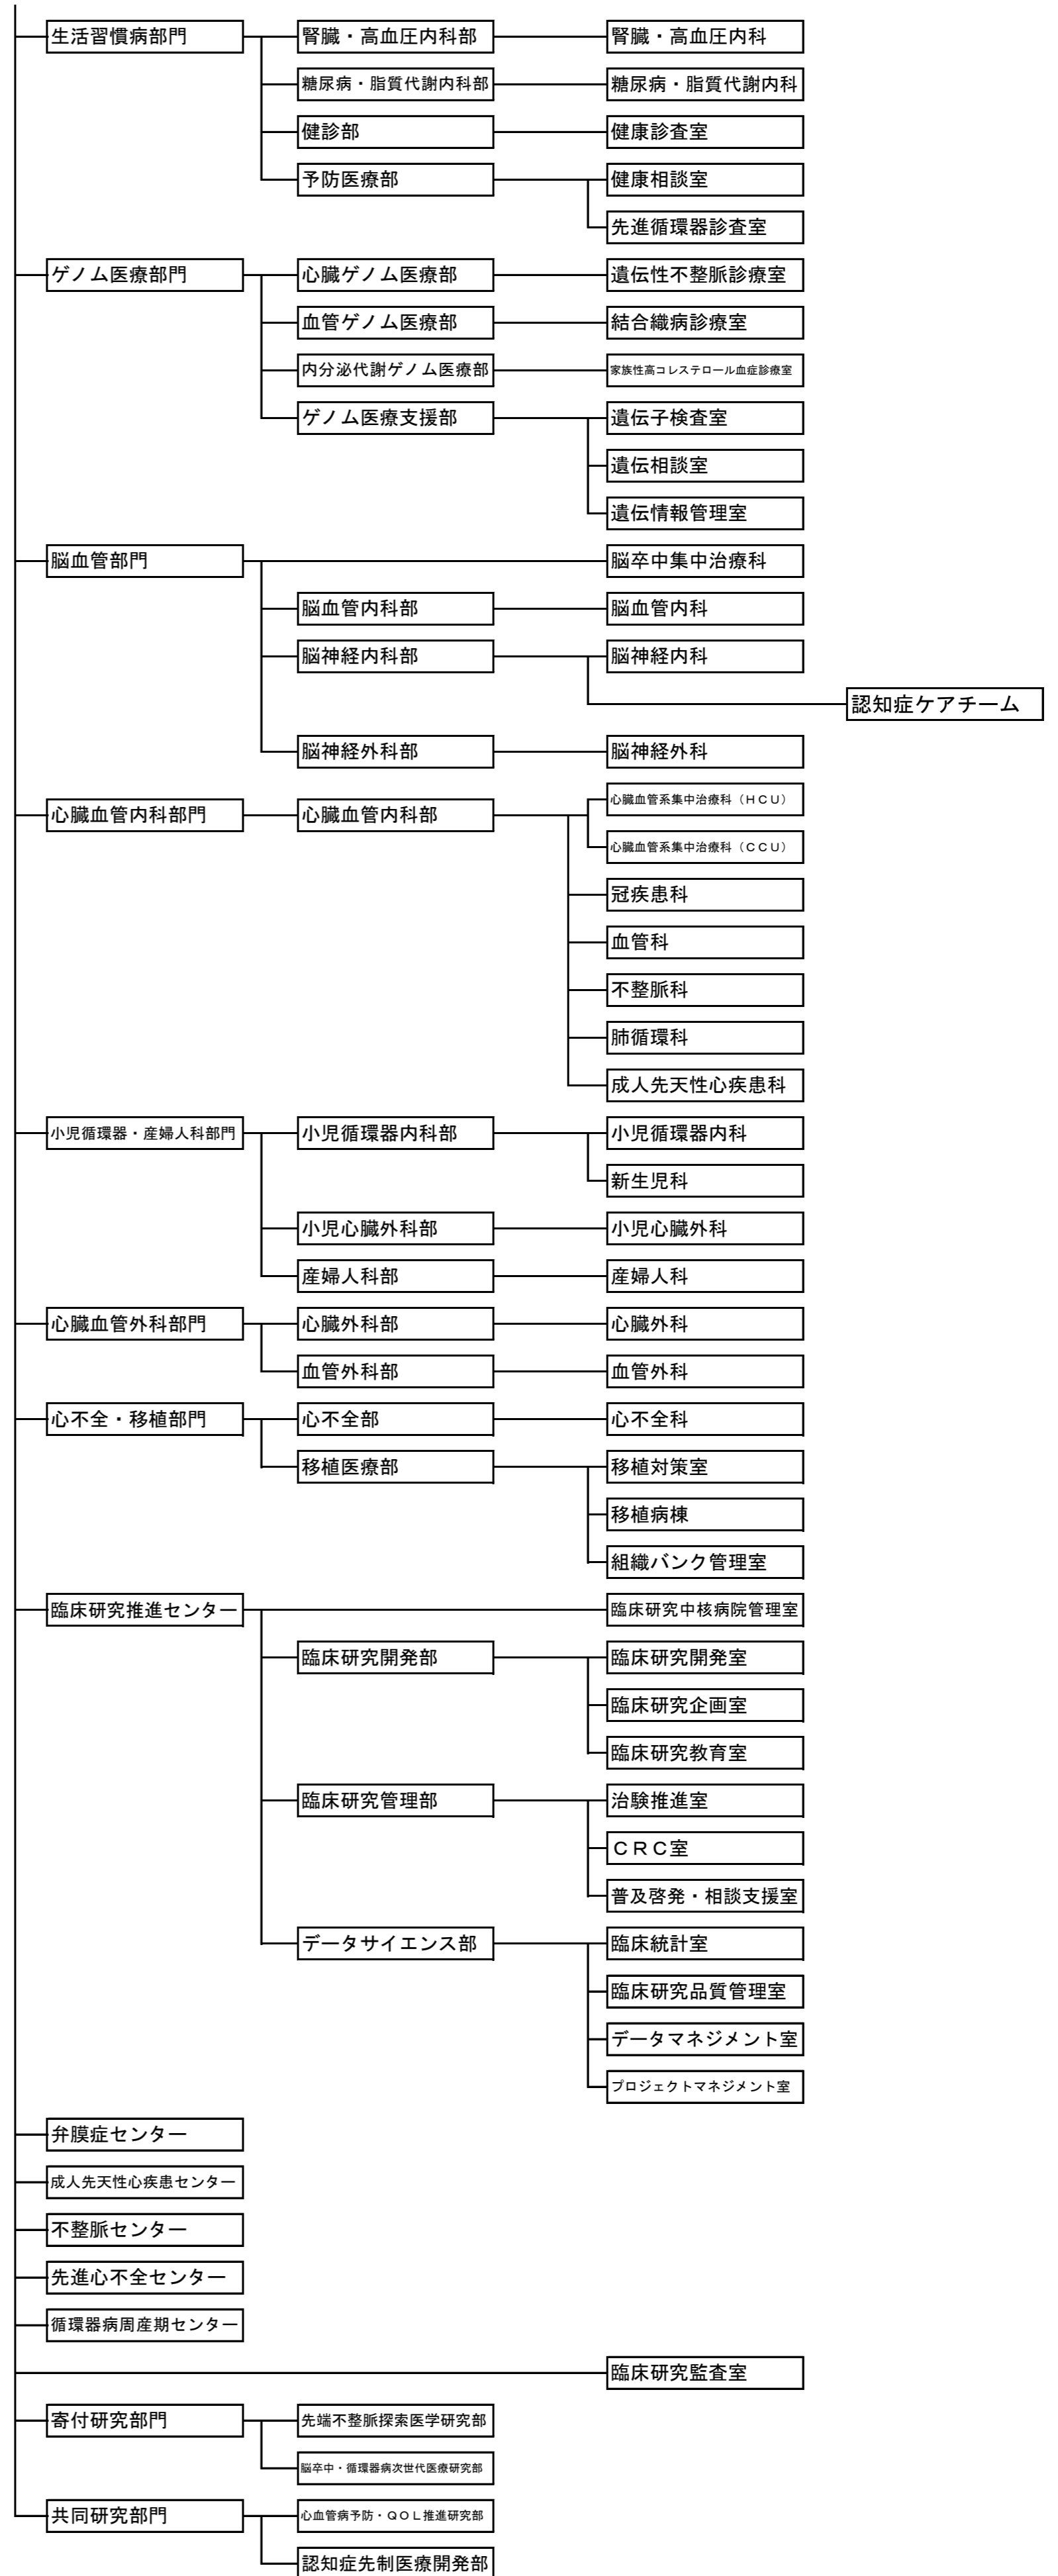 生活習慣病部門
腎臓・高血圧内科部
腎臓・高血圧内科
糖尿病・脂質代謝内科部
糖尿病・脂質代謝内科
健診部
健康診査室
予防医療部
健康相談室
先進循環器診査室
ゲノム医療部門
心臓ゲノム医療部
遺伝性不整脈診療室
血管ゲノム医療部
結合織病診療室
内分泌代謝ゲノム医療部
家族性高コレステロール血症診療室
ゲノム医療支援部
遺伝子検査室
遺伝相談室
遺伝情報管理室
脳血管部門
脳卒中集中治療科
脳血管内科部
脳血管内科
脳神経内科部
脳神経内科
認知症ケアチーム
脳神経外科部
脳神経外科
心臓血管内科部門
心臓血管内科部
心臓血管系集中治療科（ＨＣＵ）
心臓血管系集中治療科（ＣＣＵ）
冠疾患科
血管科
不整脈科
肺循環科
成人先天性心疾患科
小児循環器・産婦人科部門
小児循環器内科部
小児循環器内科
新生児科
小児心臓外科部
小児心臓外科
産婦人科部
産婦人科
心臓血管外科部門
心臓外科部
心臓外科
血管外科部
血管外科
心不全・移植部門
心不全部
心不全科
移植医療部
移植対策室
移植病棟
組織バンク管理室
臨床研究推進センター
臨床研究中核病院管理室
臨床研究開発部
臨床研究開発室
臨床研究企画室
臨床研究教育室
臨床研究管理部
治験推進室
ＣＲＣ室
普及啓発・相談支援室
データサイエンス部
臨床統計室
臨床研究品質管理室
データマネジメント室
プロジェクトマネジメント室
弁膜症センター
成人先天性心疾患センター
不整脈センター
先進心不全センター
循環器病周産期センター
臨床研究監査室
寄付研究部門
先端不整脈探索医学研究部
脳卒中・循環器病次世代医療研究部
共同研究部門
心血管病予防・ＱＯＬ推進研究部
認知症先制医療開発部